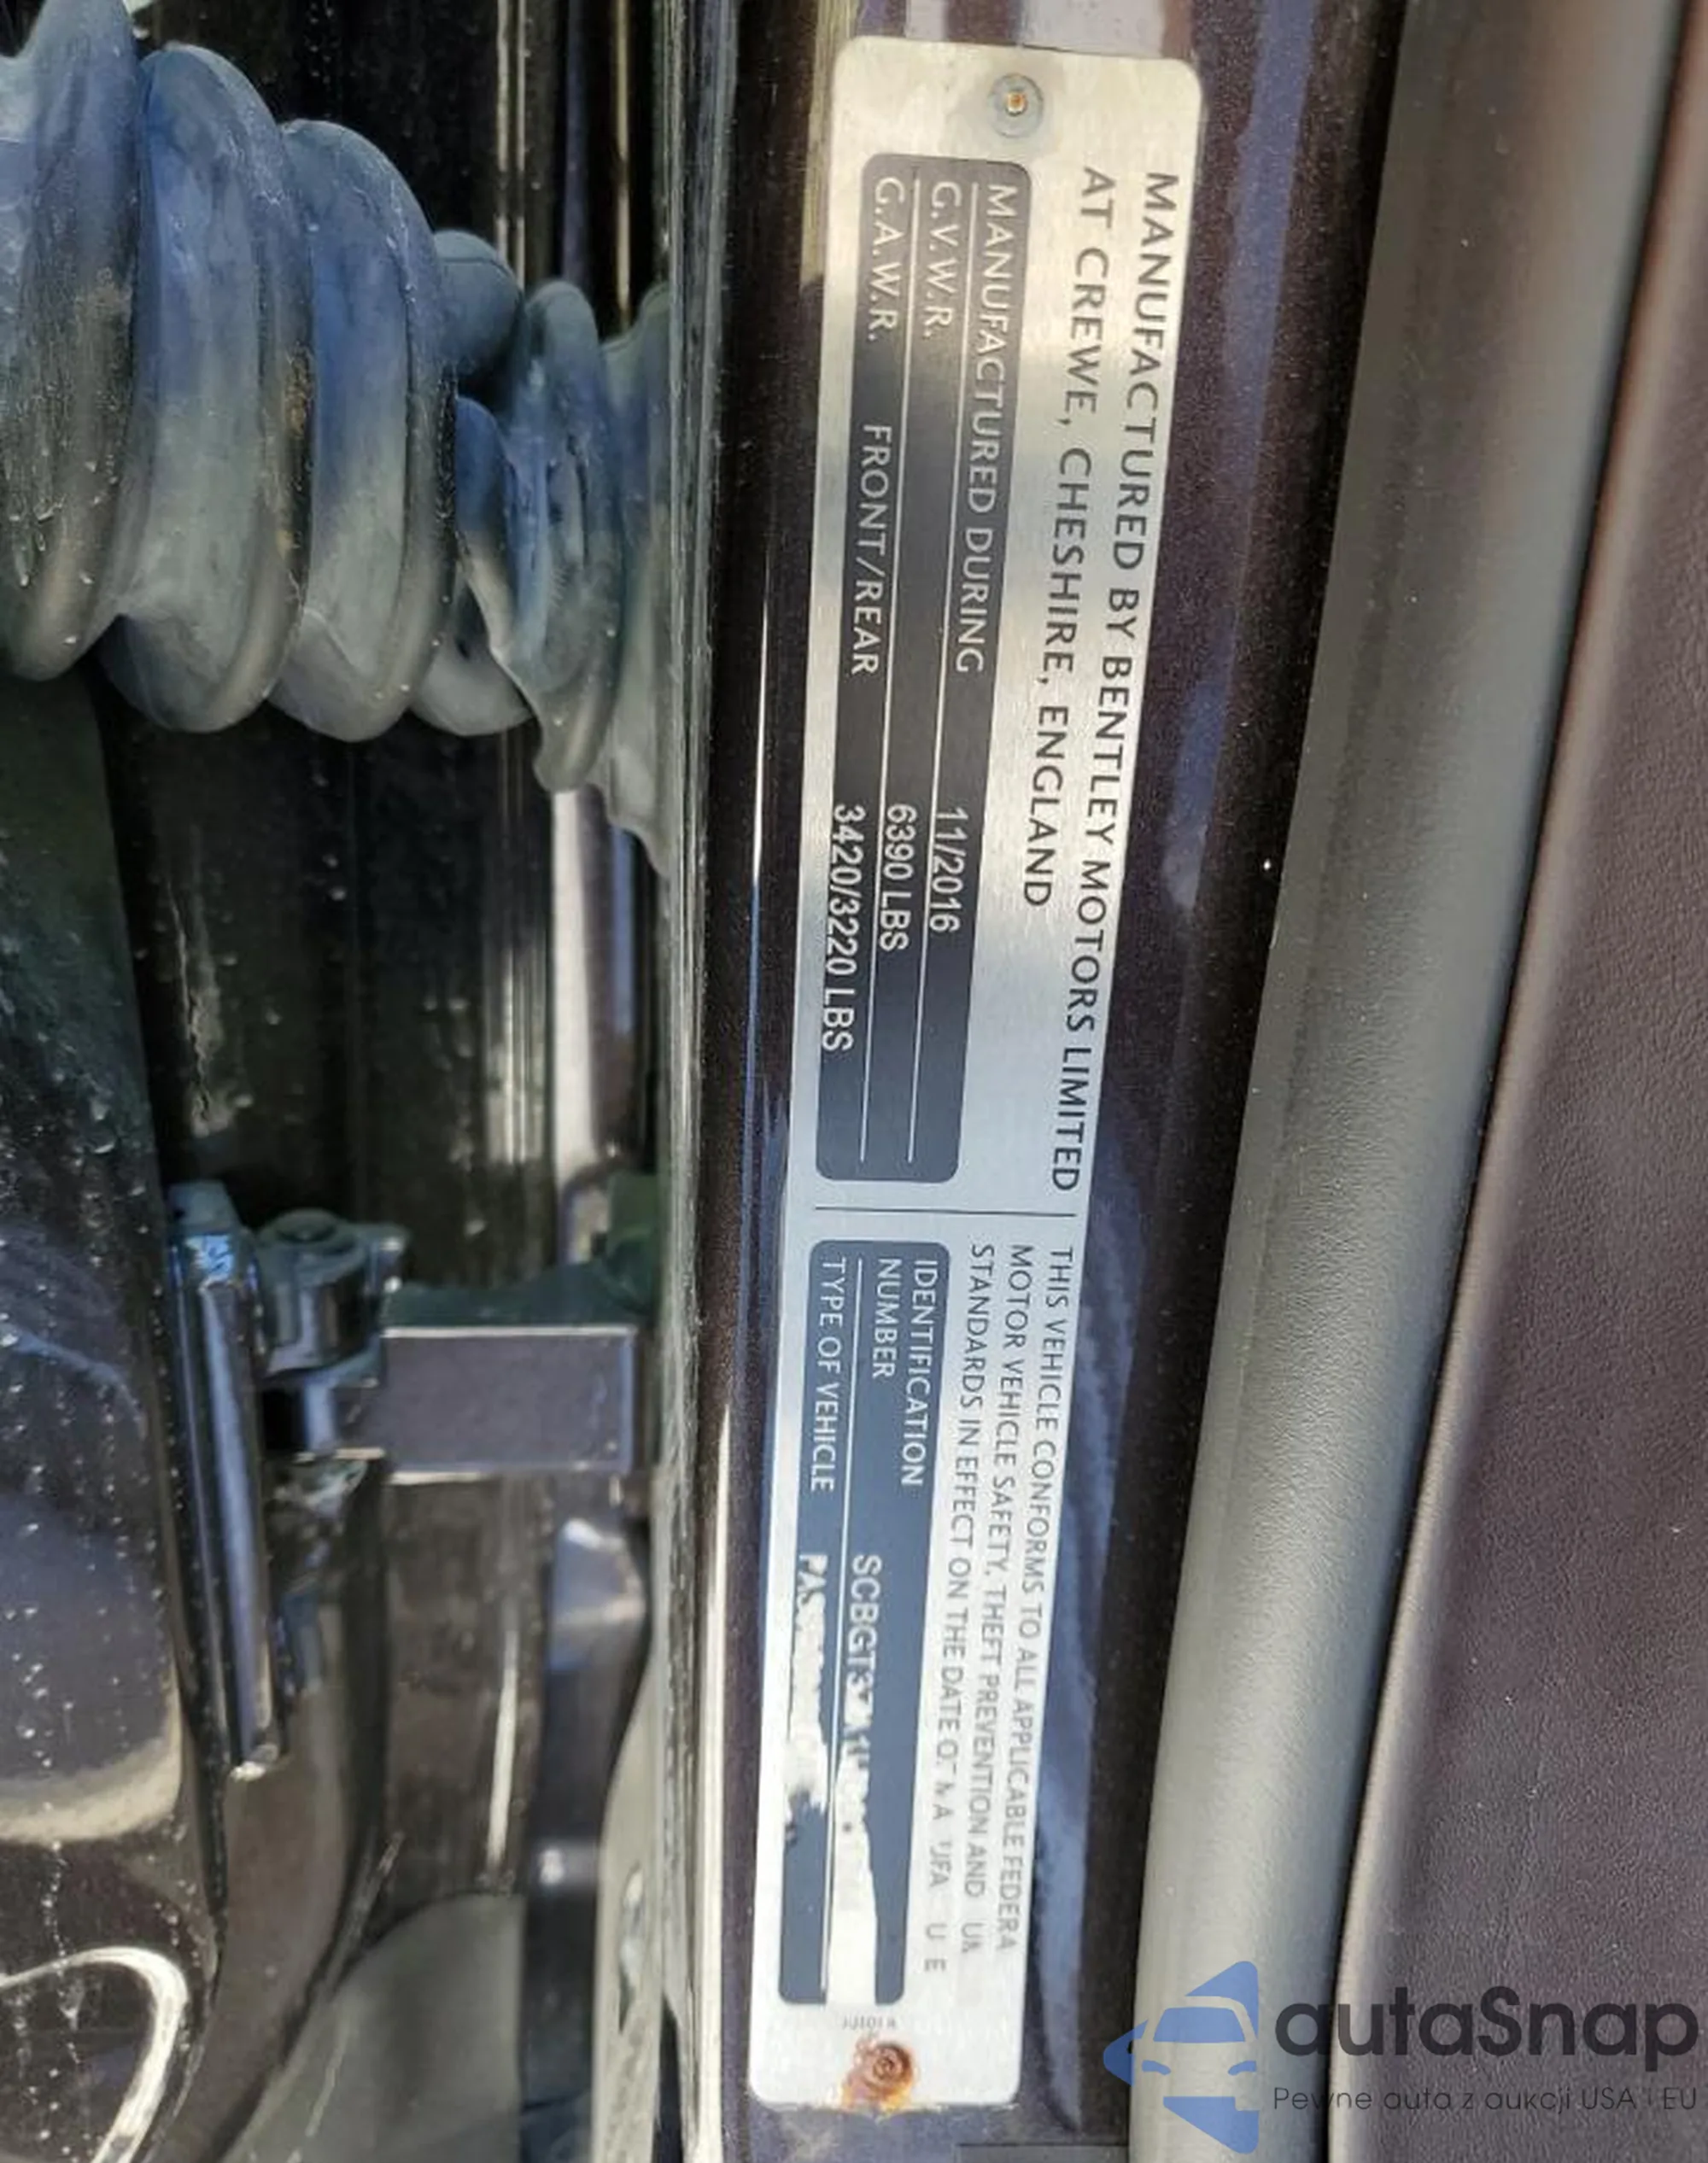 MANUFACTURED BY BENTLEY MOTORS LIMITED
AT CREWE, CHESHIRE, ENGLAND
MANUFACTURED DURING 11/2016
G.V.W.R. 6390 LBS
G.A.W.R. FRONT/REAR 3420/3220 LBS
THIS VEHICLE CONFORMS TO ALL APPLICABLE FEDERA
MOTOR VEHICLE SAFETY, THEFT PREVENTION AND
STANDARDS IN EFFECT ON THE DATE
IDENTIFICATION
NUMBER
TYPE OF VEHICLE
autaSnap
Pewne auta z aukcji USA i EU